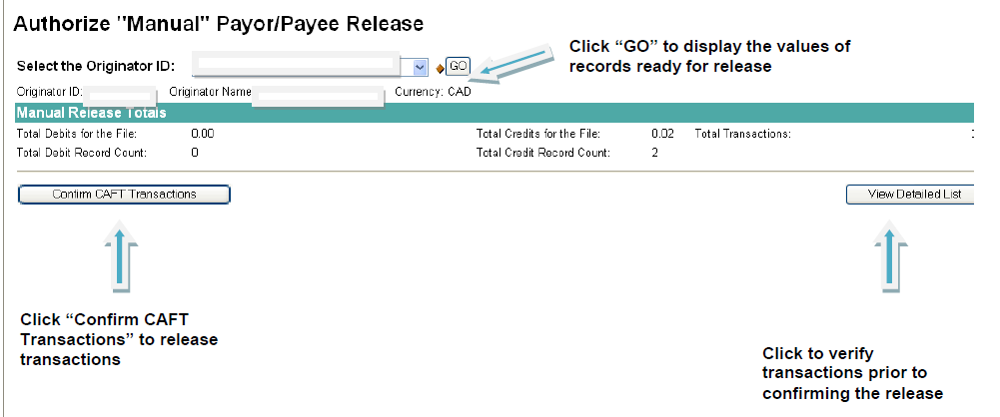 Authorize "Manual" Payor/Payee Release
Click “GO” to display the values of
records ready for release
Select the Originator ID:
GO
Originator ID:
Originator Name
Currency: CAD
Manual Release Totals
Total Debits for the File: 0.00 Total Credits for the File: 0.02 Total Transactions:
Total Debit Record Count: 0 Total Credit Record Count: 2
Confirm CAFT Transactions
View Detailed List
Click “Confirm CAFT
Transactions” to release
transactions
Click to verify
transactions prior to
confirming the release